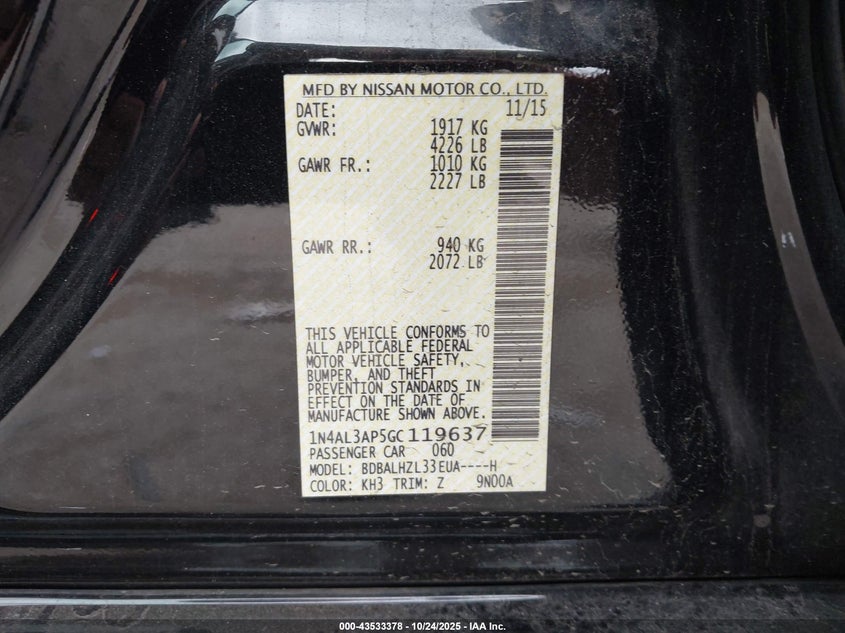 MFD BY NISSAN MOTOR CO., LTD.
DATE: 11/15
GVWR: 1917 KG
4226 LB
GAWR FR.: 1010 KG
2227 LB
GAWR RR.: 940 KG
2072 LB
THIS VEHICLE CONFORMS TO
ALL APPLICABLE FEDERAL
MOTOR VEHICLE SAFETY,
BUMPER, AND THEFT
PREVENTION STANDARDS IN
EFFECT ON THE DATE OF
MANUFACTURE SHOWN ABOVE.
1N4AL3AP5GC119637
PASSENGER CAR 060
MODEL: BDBALHZL33EUA----H
COLOR: KH3 TRIM: Z 9N00A
000-43533378 - 10/24/2025 - IAA Inc.